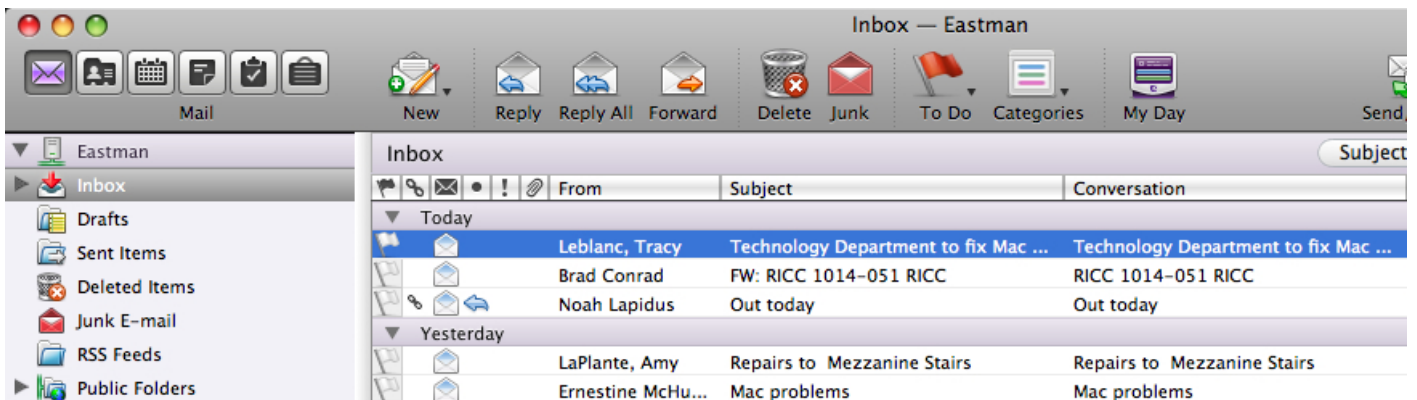 Inbox — Eastman
Mail
New Reply Reply All Forward Delete Junk To Do Categories My Day Send
Eastman
Inbox
Drafts
Sent Items
Deleted Items
Junk E-mail
RSS Feeds
Public Folders
Inbox Subject
From Subject Conversation
Today
Leblanc, Tracy Technology Department to fix Mac ... Technology Department to fix Mac ...
Brad Conrad FW: RICC 1014-051 RICC RICC 1014-051 RICC
Noah Lapidus Out today Out today
Yesterday
LaPlante, Amy Repairs to Mezzanine Stairs Repairs to Mezzanine Stairs
Ernestine McHu... Mac problems Mac problems